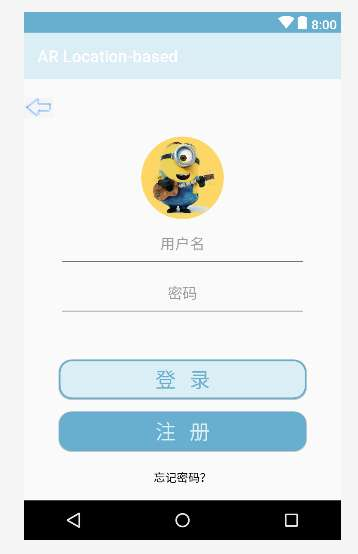 8:00
AR Location-based
用户名
密码
登 录
注 册
忘记密码?